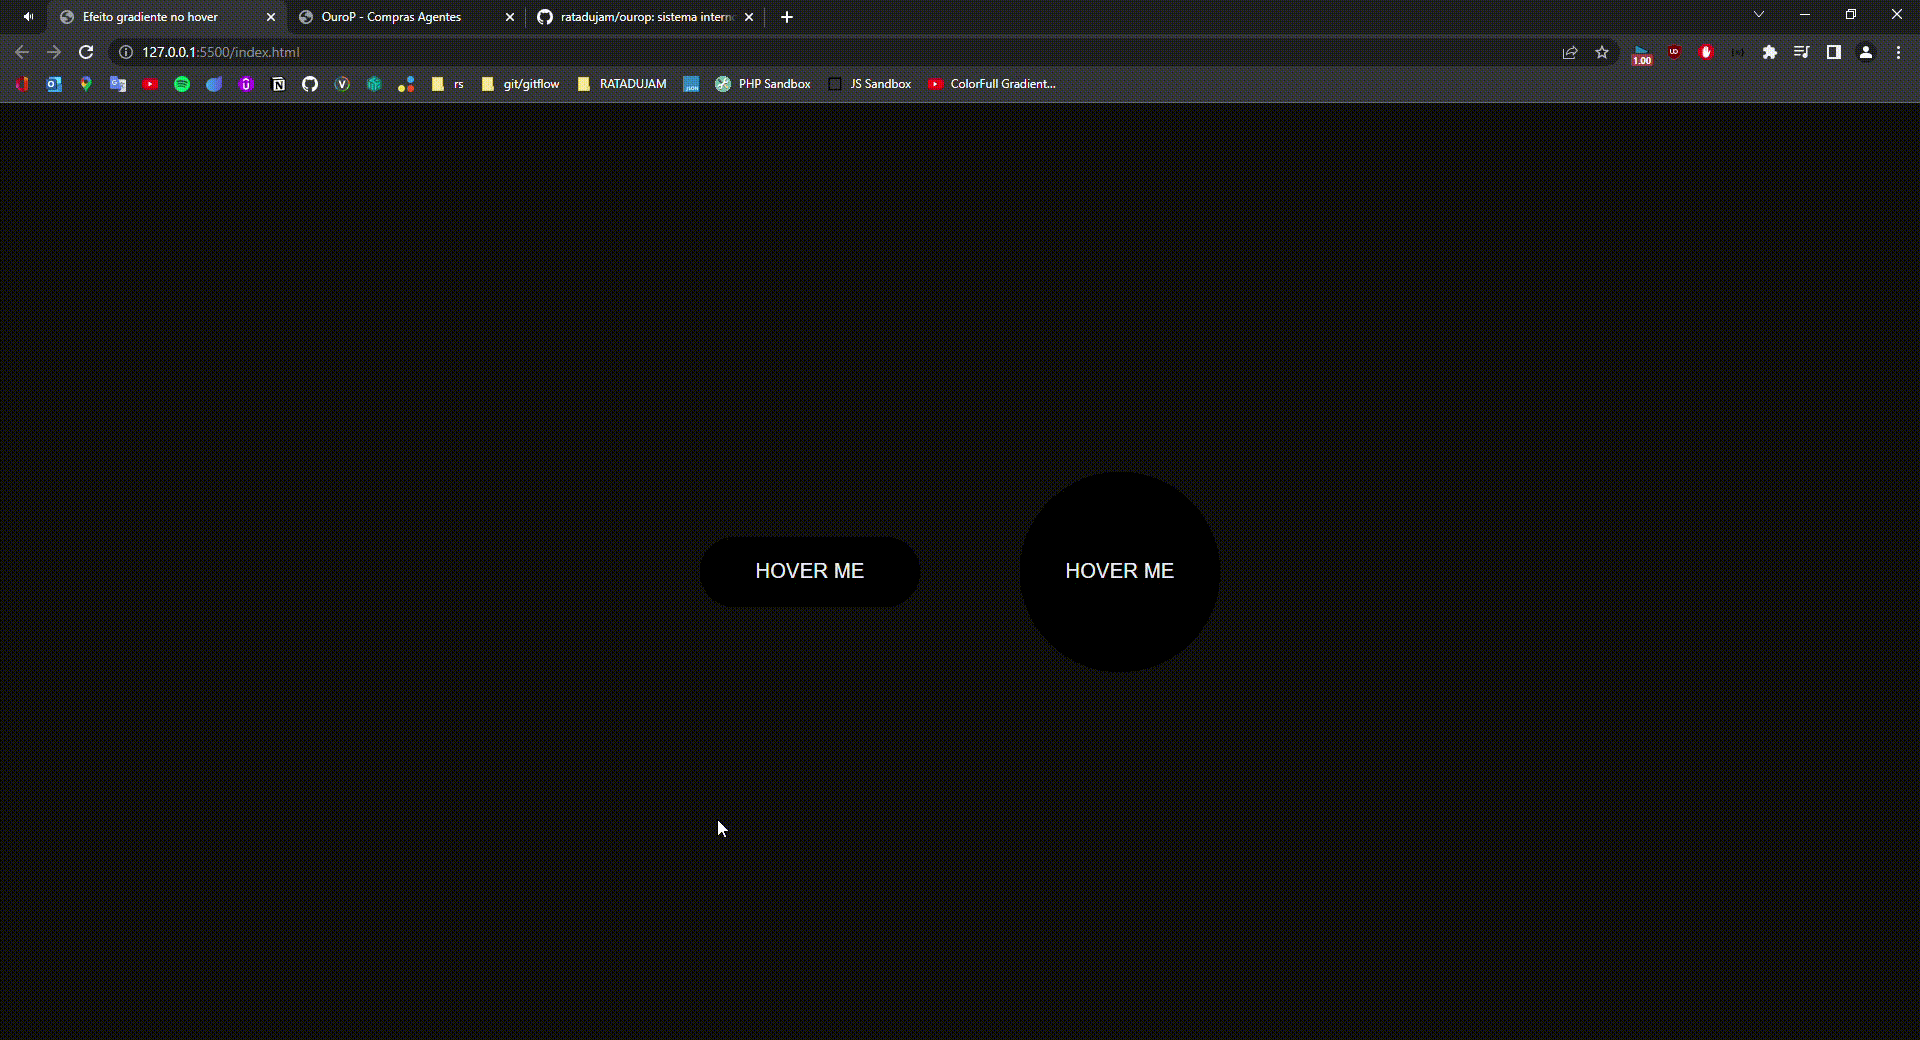 Efeito gradiente no hover
OuroP - Compras Agentes
ratadujam/ourop: sistema intern
127.0.0.1:5500/index.html
1.00
rs
git/gitflow
RATADUJAM
JSON
PHP Sandbox
JS Sandbox
ColorFull Gradient...
HOVER ME
HOVER ME